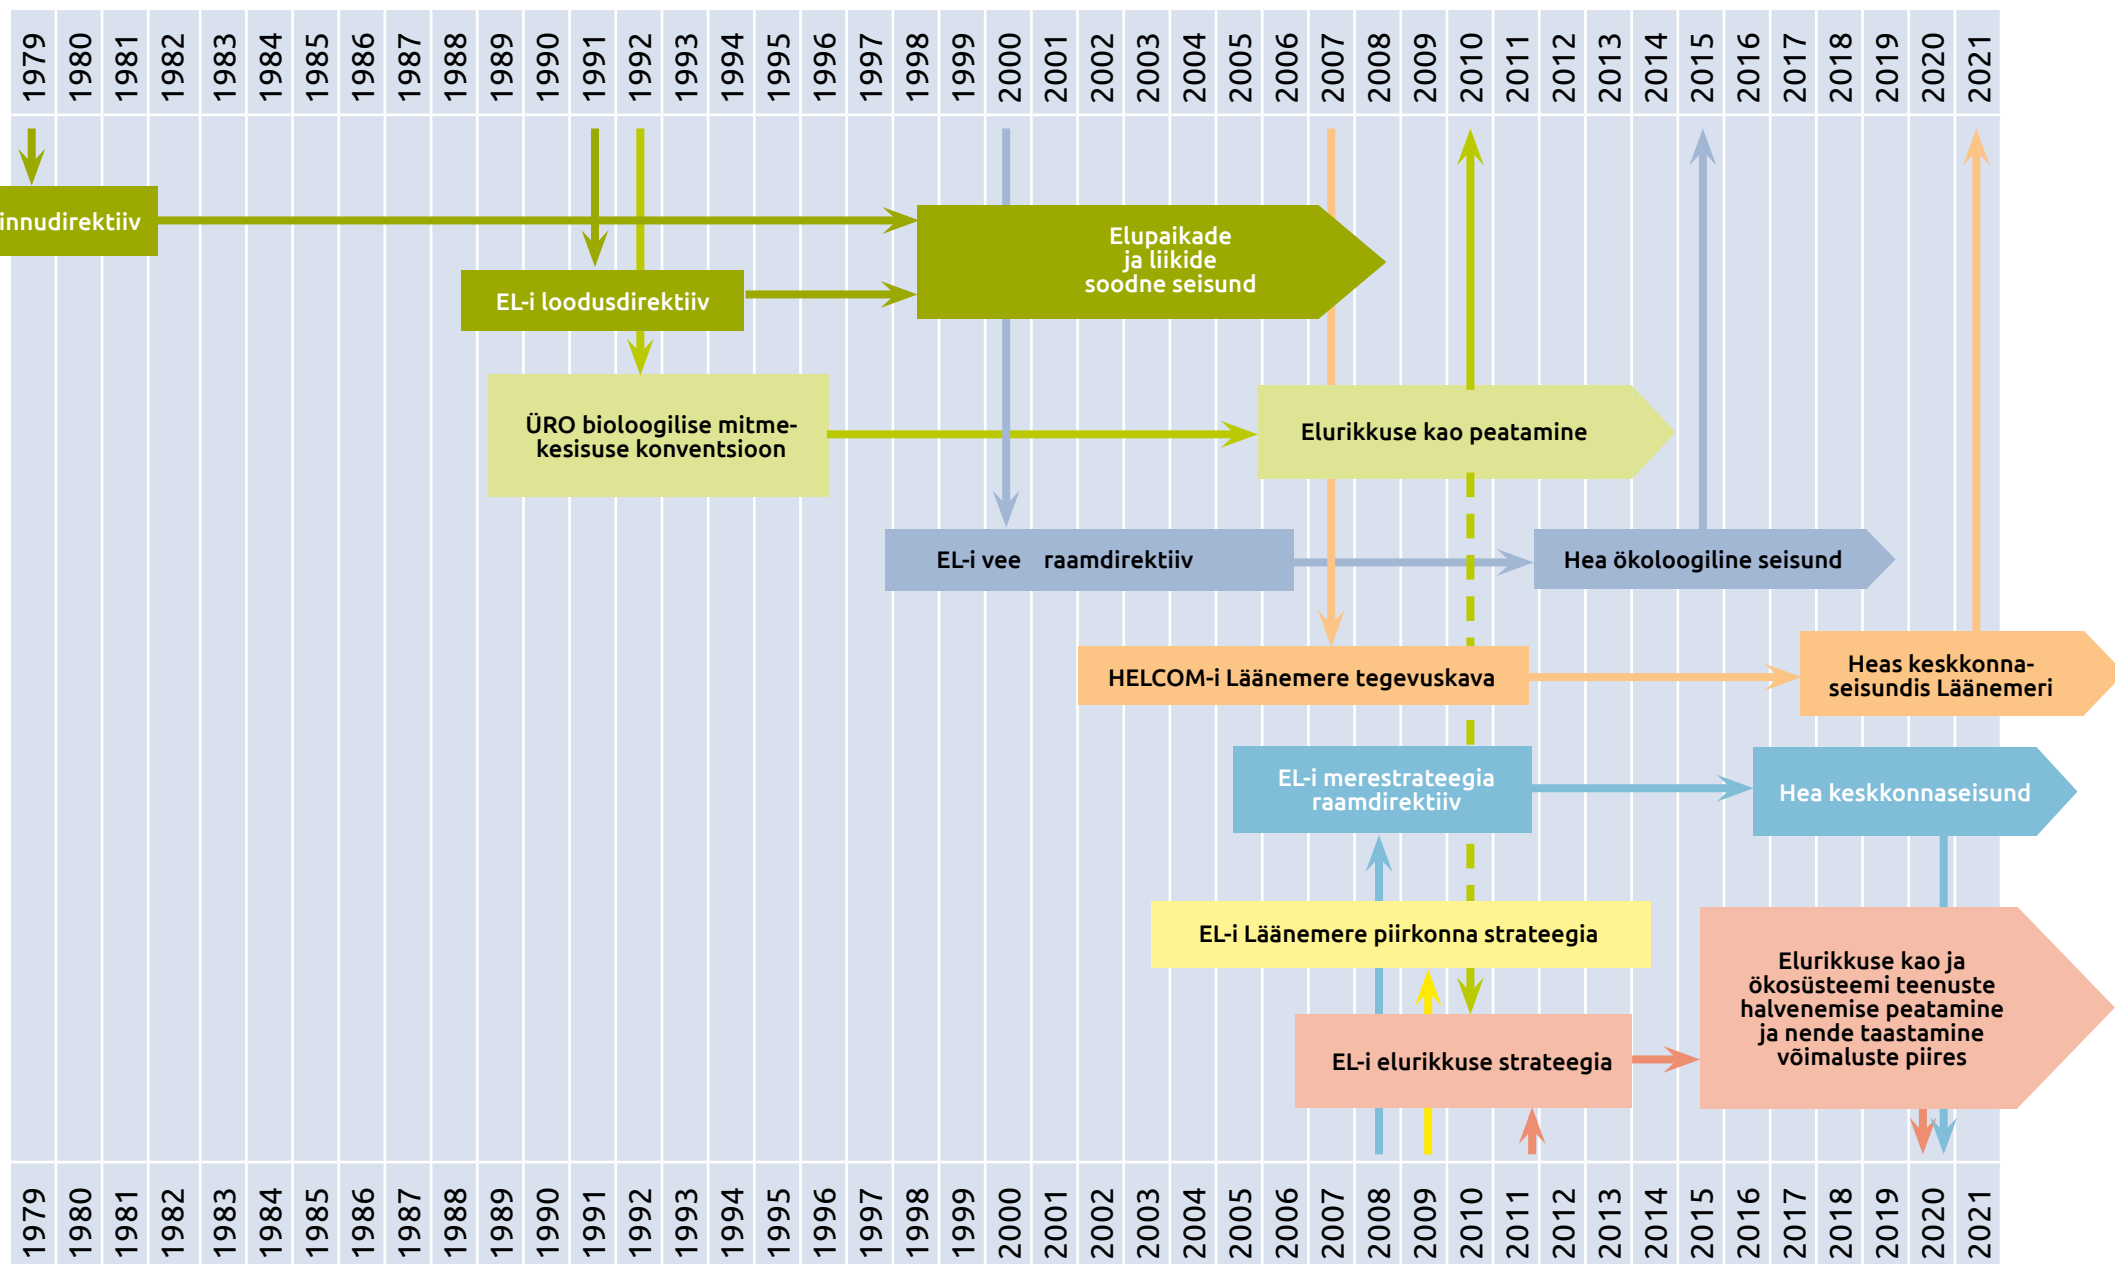 1979 1980 1981 1982 1983 1984 1985 1986 1987 1988 1989 1990 1991 1992 1993 1994 1995 1996 1997 1998 1999 2000 2001 2002 2003 2004 2005 2006 2007 2008 2009 2010 2011 2012 2013 2014 2015 2016 2017 2018 2019 2020 2021
innudirektiiv
Elupaikade
ja liikide
soodne seisund
EL-i loodusdirektiiv
ÜRO bioloogilise mitme-
kesisuse konventsioon
Elurikkuse kao peatamine
EL-i vee raamdirektiiv
Hea ökoloogiline seisund
HELCOM-i Läänemere tegevuskava
Heas keskkonna-
seisundis Läänemeri
EL-i merestrateegia
raamdirektiiv
Hea keskkonnaseisund
EL-i Läänemere piirkonna strateegia
EL-i elurikkuse strateegia
Elurikkuse kao ja
ökosüsteemi teenuste
halvenemise peatamine
ja nende taastamine
võimaluste piires
1979 1980 1981 1982 1983 1984 1985 1986 1987 1988 1989 1990 1991 1992 1993 1994 1995 1996 1997 1998 1999 2000 2001 2002 2003 2004 2005 2006 2007 2008 2009 2010 2011 2012 2013 2014 2015 2016 2017 2018 2019 2020 2021